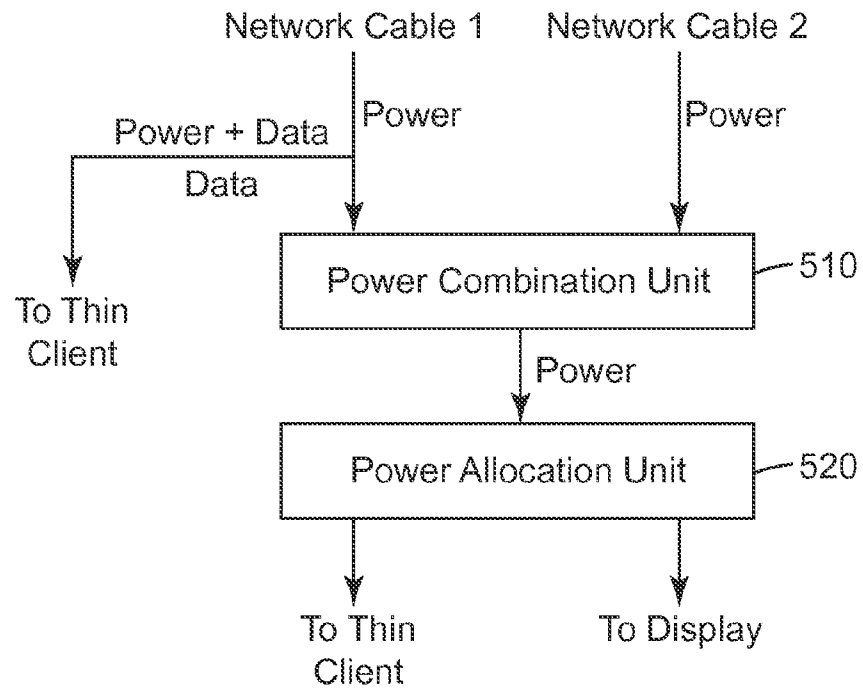 Network Cable 1
Network Cable 2
Power
Power
Power + Data
Data
Power Combination Unit
510
To Thin
Client
Power
Power Allocation Unit
520
To Thin
Client
To Display